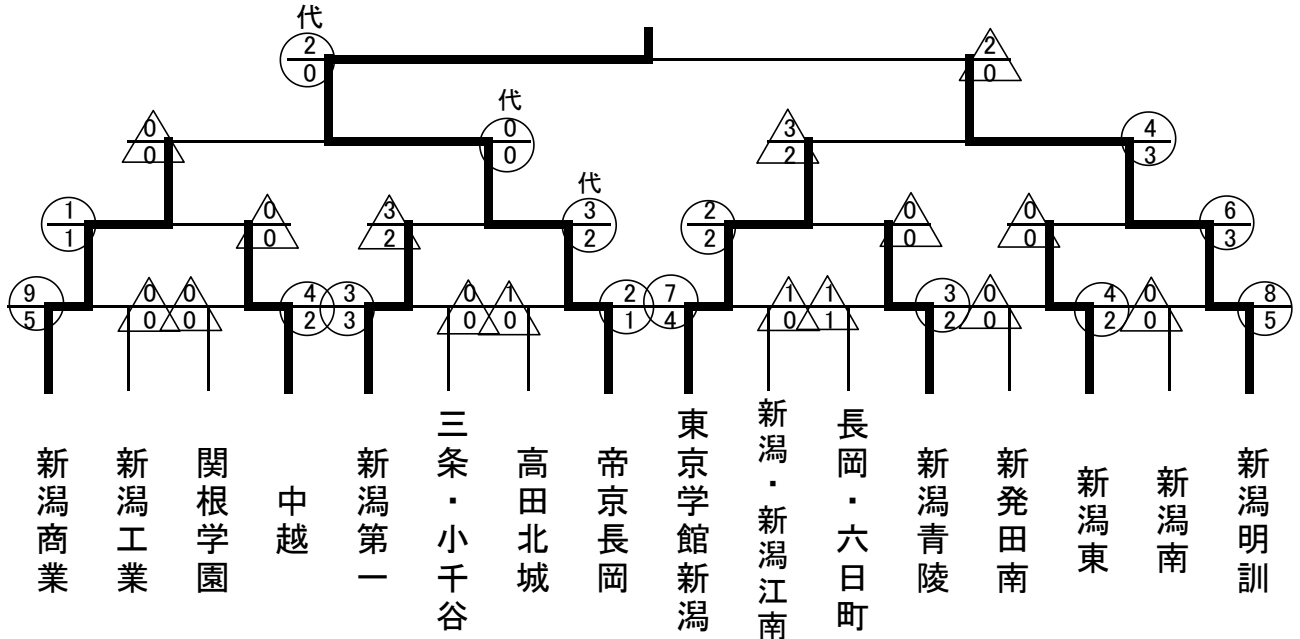 代
2 2
0 0
代
0 0 3 4
0 0 2 3
代
1 0 3 3 2 0 0 6
1 0 2 2 2 0 0 3
9 0 0 4 3 0 1 2 7 1 1 3 0 4 0 8
5 0 0 2 3 0 0 1 4 0 1 2 0 2 0 5
新潟商業
新潟工業
関根学園
中越
新潟第一
三条・小千谷
高田北城
帝京長岡
東京学館新潟
新潟・新潟江南
長岡・六日町
新潟青陵
新発田南
新潟東
新潟南
新潟明訓